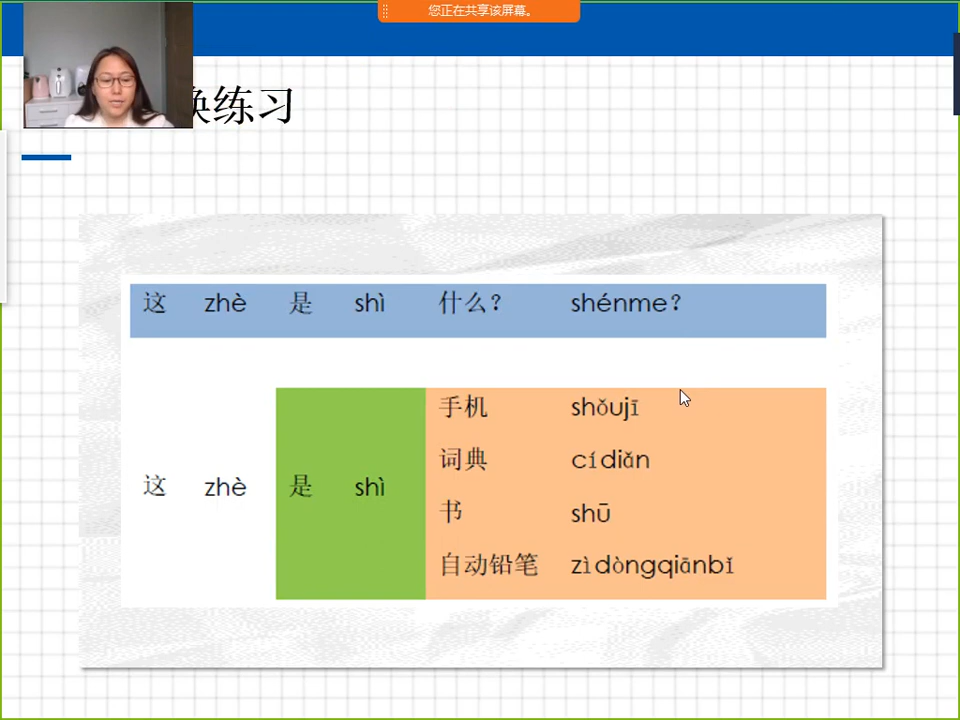 您正在共享该屏幕。
换练习
这 zhè 是 shì 什么? shénme?
手机 shǒujī
词典 cídiǎn
这 zhè 是 shì
书 shū
自动铅笔 zìdòngqiānbǐ